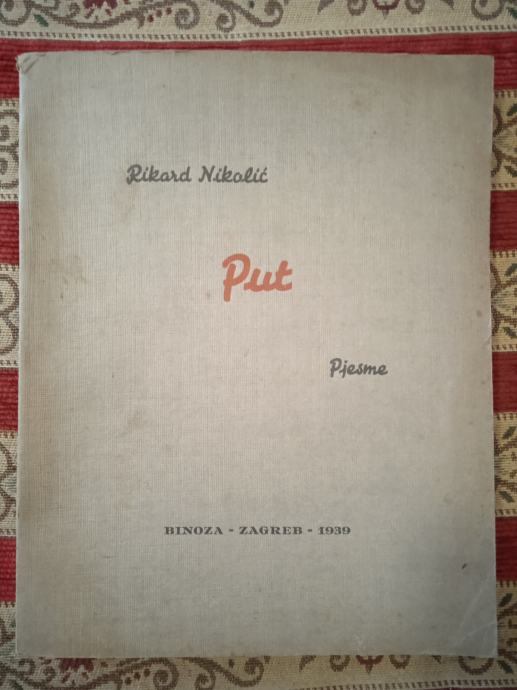 Rikard Nikolić
Put
Pjesme
BINOZA - ZAGREB - 1939